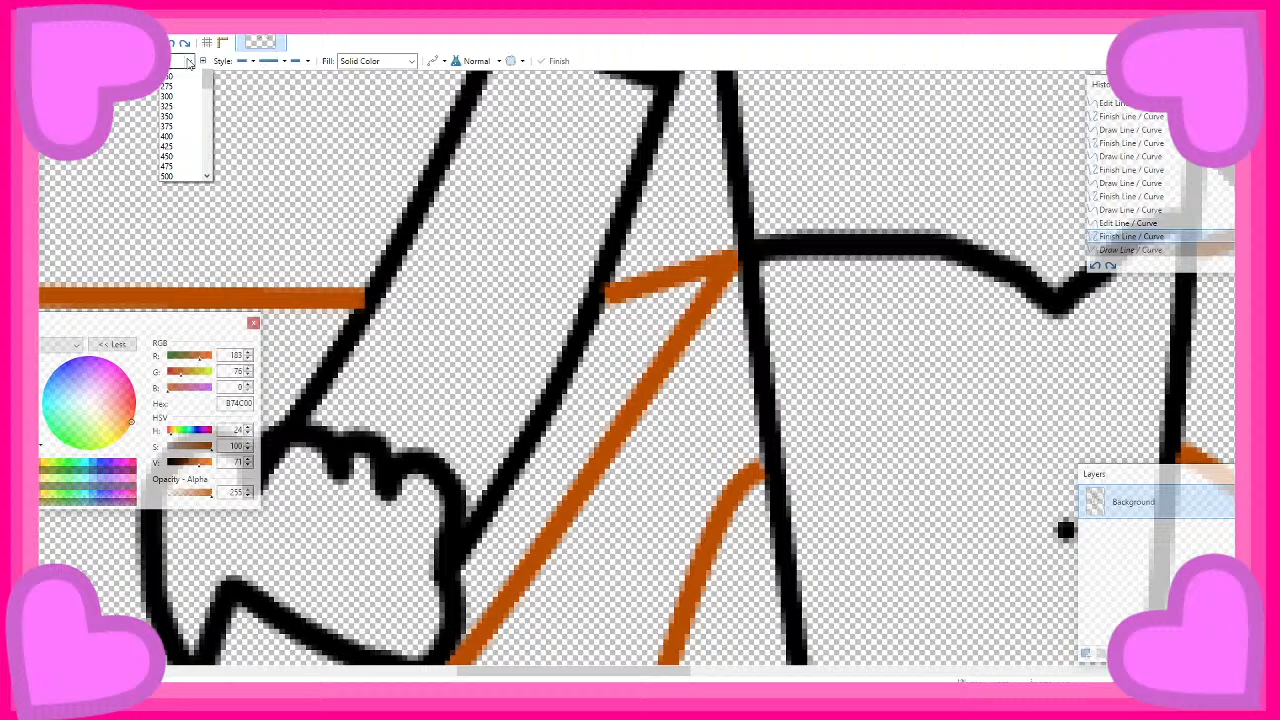 Style: Fill: Solid Color Normal Finish
275
300
325
350
375
400
425
450
475
500
Edit
Finish Line / Curve
Draw Line / Curve
Finish Line / Curve
Draw Line / Curve
Finish Line / Curve
Draw Line / Curve
Finish Line / Curve
Draw Line / Curve
Edit Line / Curve
Finish Line / Curve
Draw Line / Curve
<< Less
RGB
R: 183
G: 76
B: 0
Hex: B74C00
HSV
H: 24
S: 100
V: 71
Opacity - Alpha
255
Layers
Background